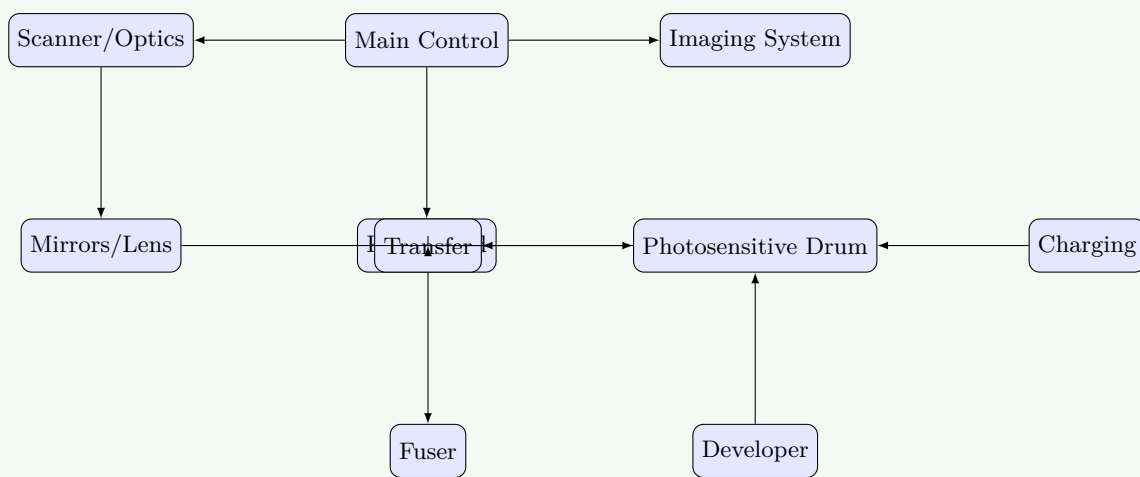 Scanner/Optics
Main Control
Imaging System
Mirrors/Lens
Transfer
Photosensitive Drum
Charging
Fuser
Developer